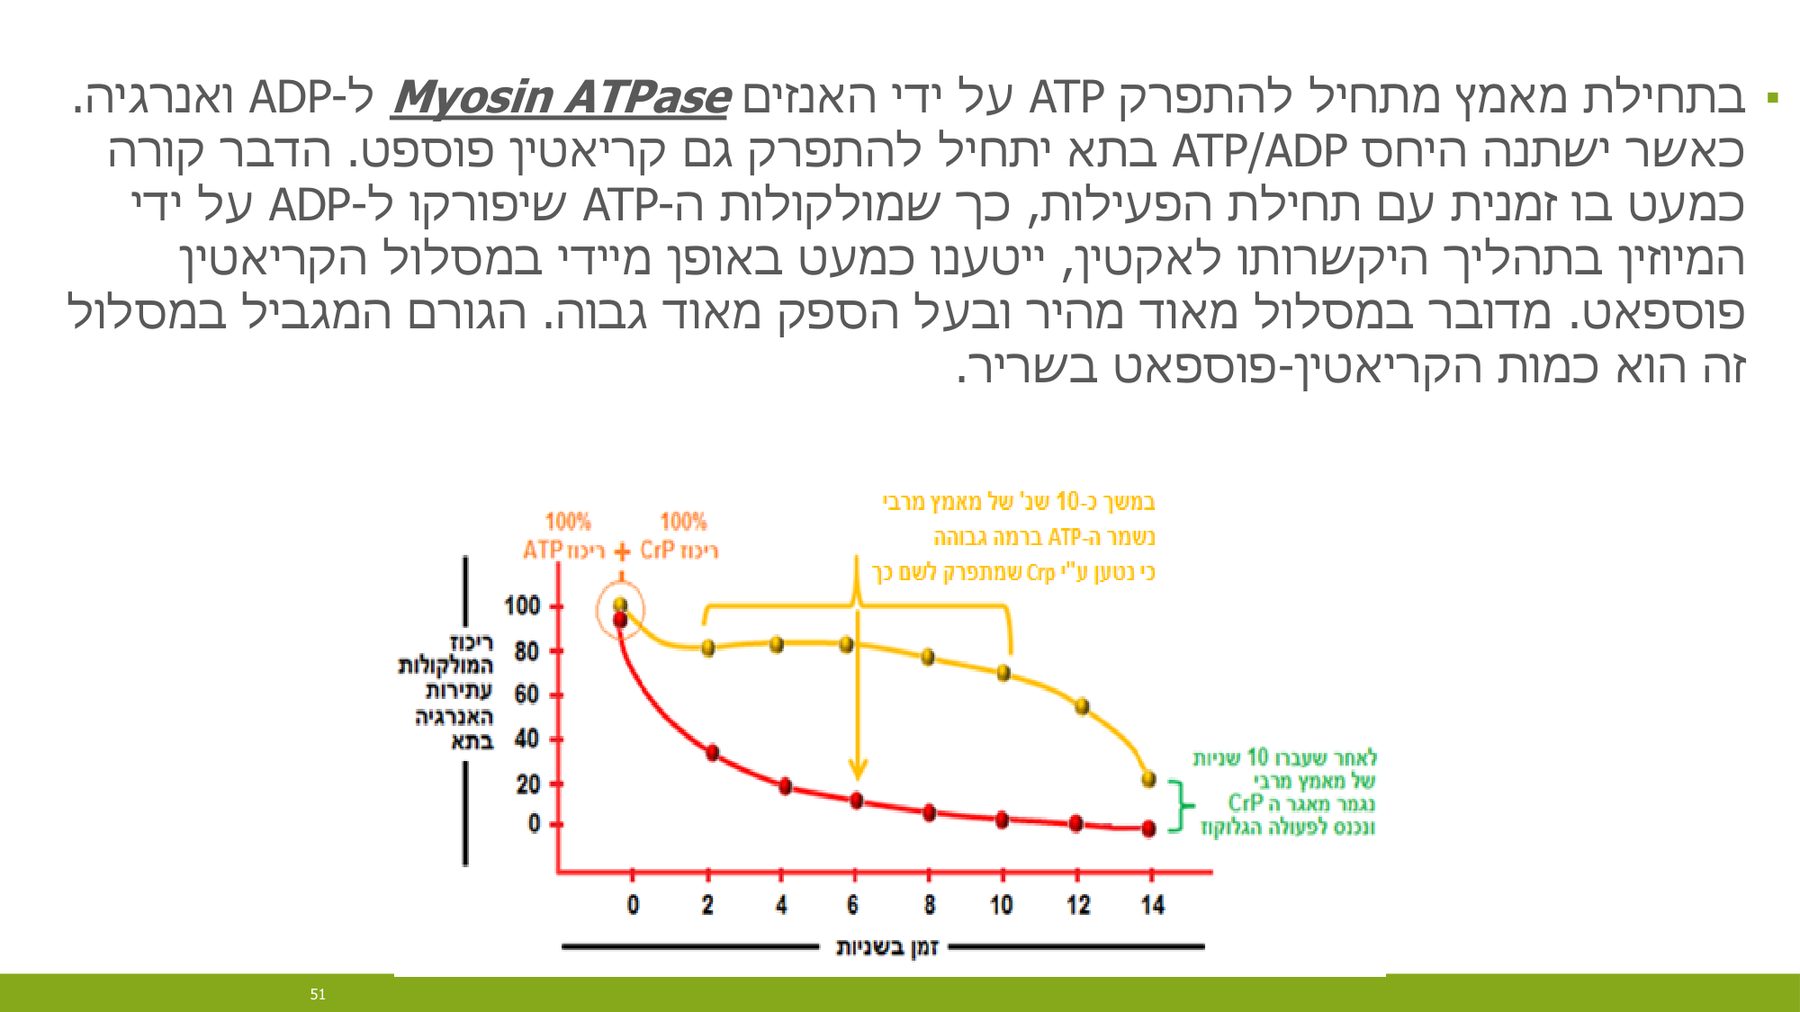 בתחילת מאמץ מתחיל להתפרק ATP על ידי האנזים Myosin ATPase ל-ADP ואנרגיה.
כאשר ישתנה היחס ATP/ADP בתא יתחיל להתפרק גם קריאטין פוספט. הדבר קורה
כמעט בו זמנית עם תחילת הפעילות, כך שמולקולות ה-ATP שיפורקו ל-ADP על ידי
המיוזין בתהליך היקשרותו לאקטין, ייטענו כמעט באופן מיידי במסלול הקריאטין
פוספאט. מדובר במסלול מאוד מהיר ובעל הספק מאוד גבוה. הגורם המגביל במסלול
זה הוא כמות הקריאטין-פוספאט בשריר.
במשך כ-10 שנ' של מאמץ מרבי
נשמר ה-ATP ברמה גבוהה
כי נטען ע"י Crp שמתפרק לשם כך
100% 100%
ריכוז CrP + ריכוז ATP
ריכוז
המולקולות
עתירות
האנרגיה
בתא
100
80
60
40
20
0
לאחר שעברו 10 שניות
של מאמץ מרבי
נגמר מאגר ה CrP
ונכנס לפעולה הגלוקוז
0 2 4 6 8 10 12 14
זמן בשניות
51